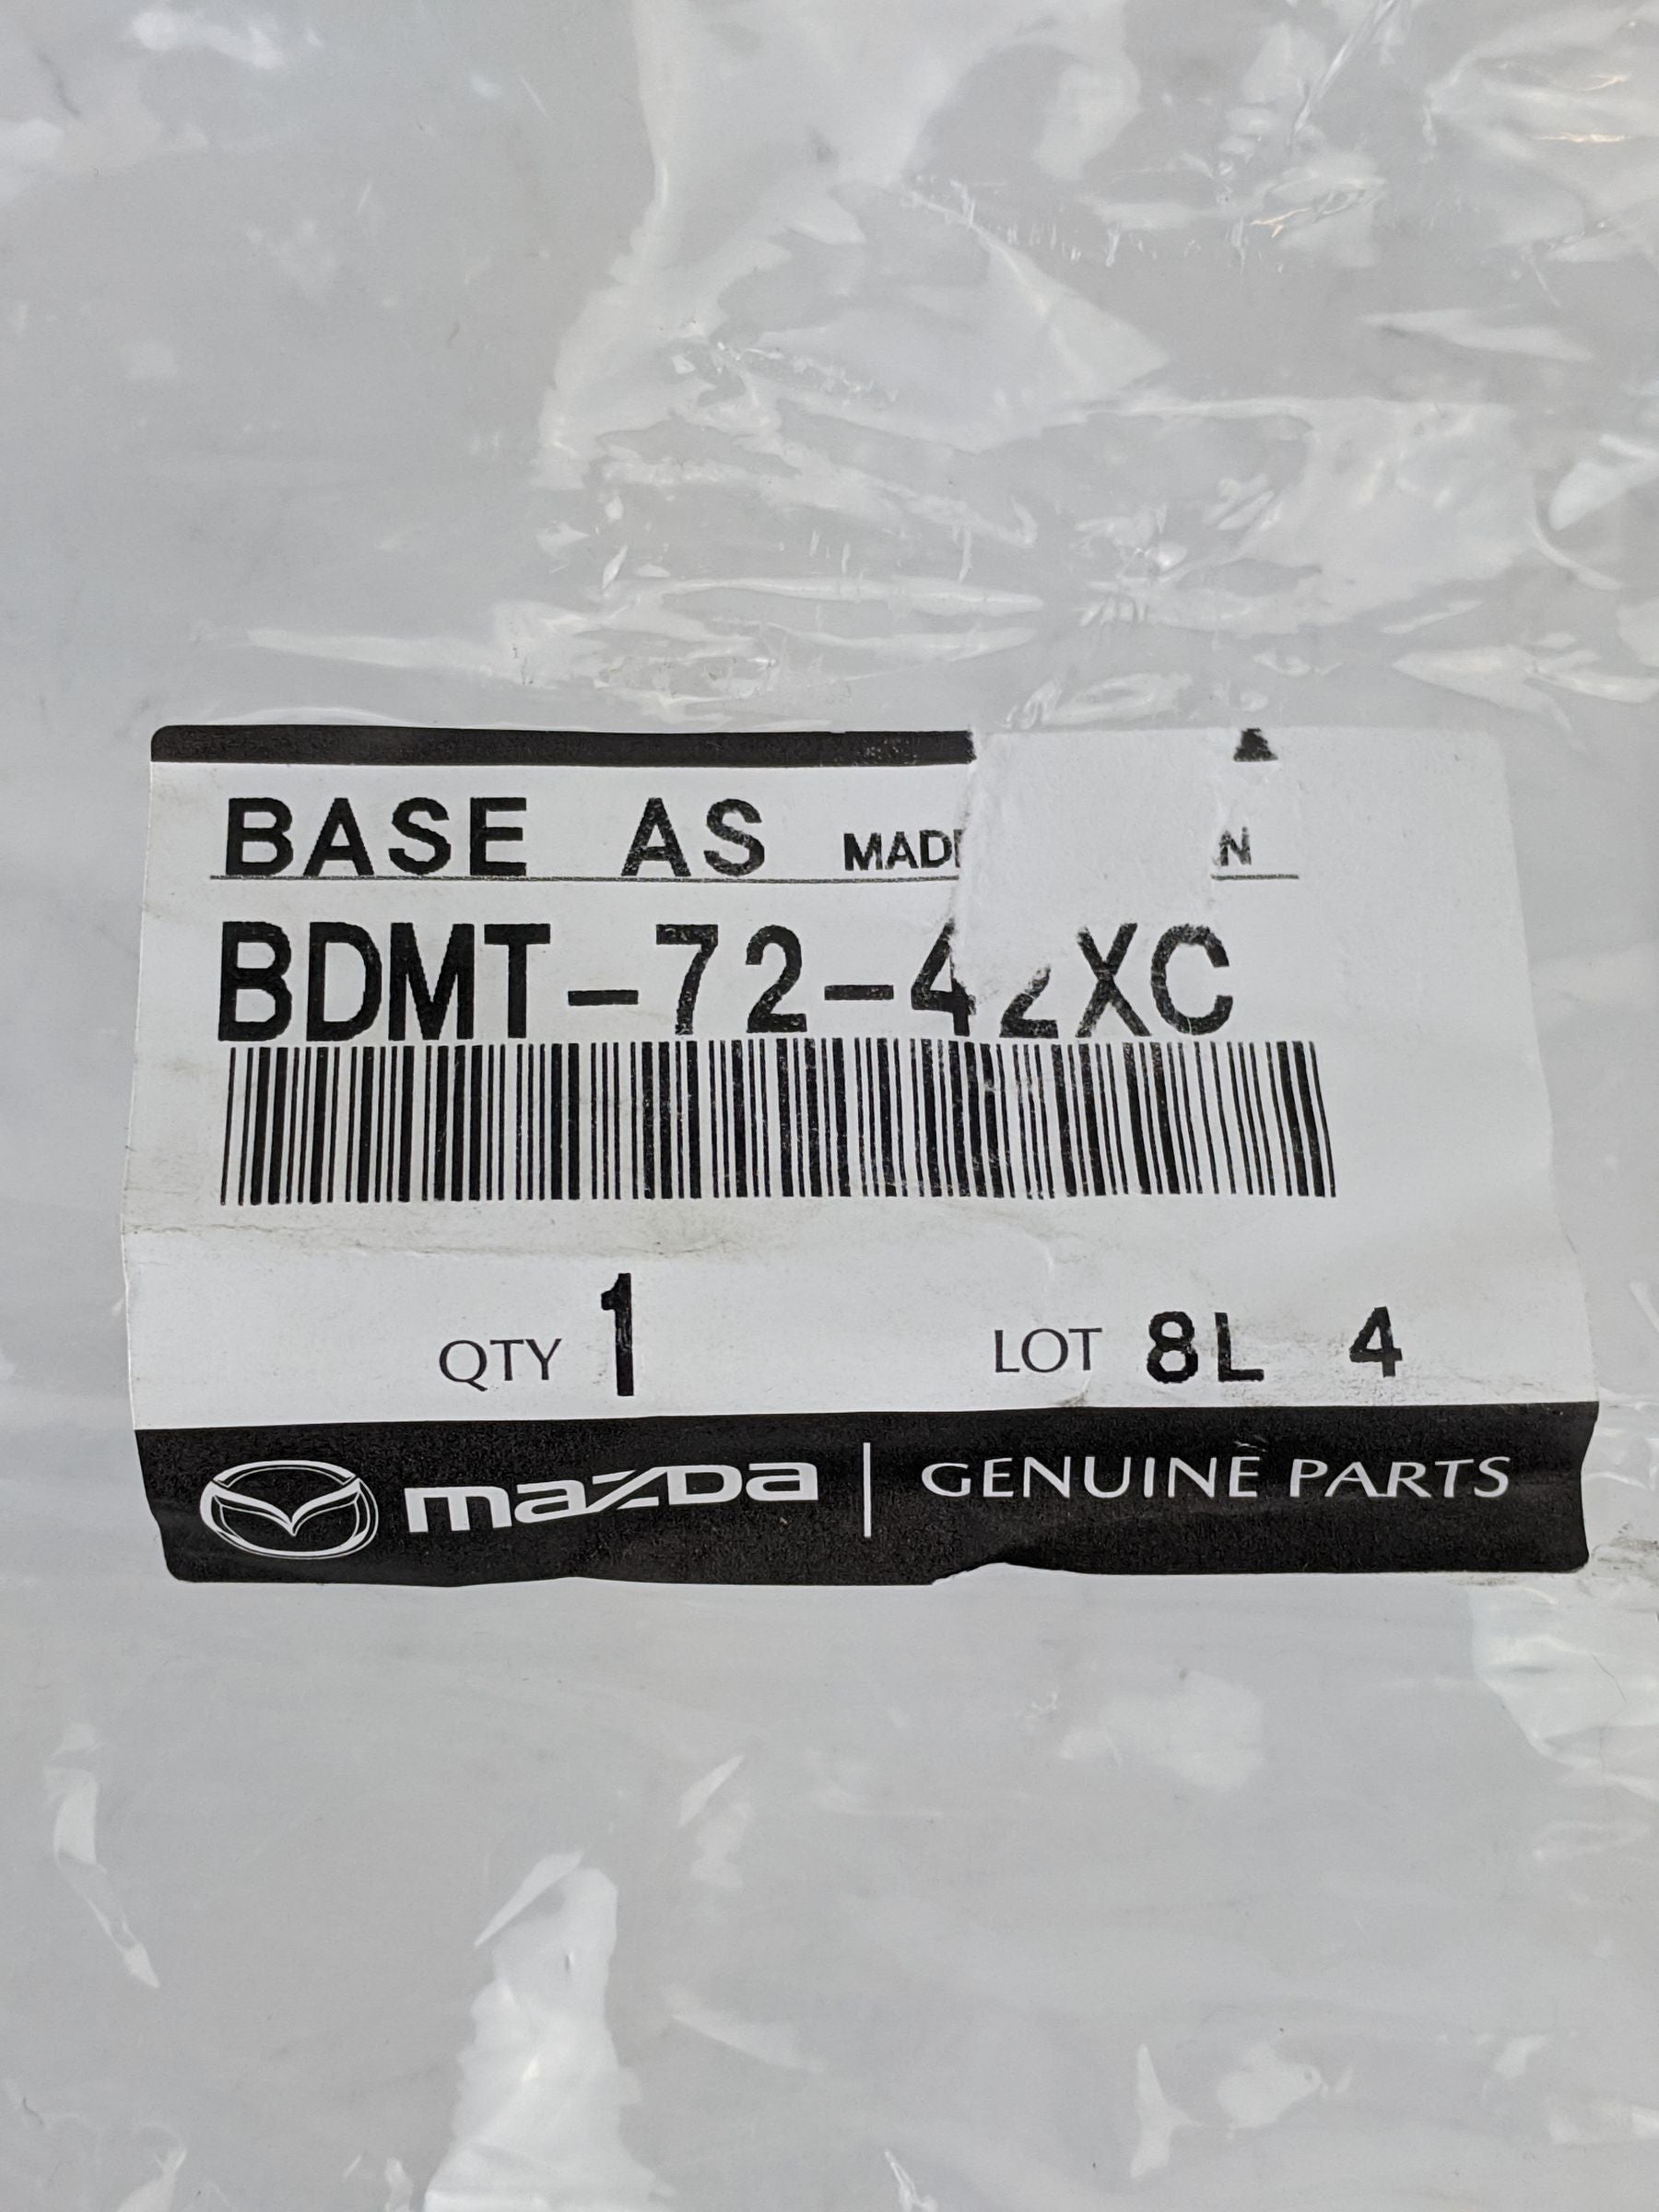 BASE AS
BDMT-72-42XC
QTY 1 LOT 8L 4
mazda | GENUINE PARTS